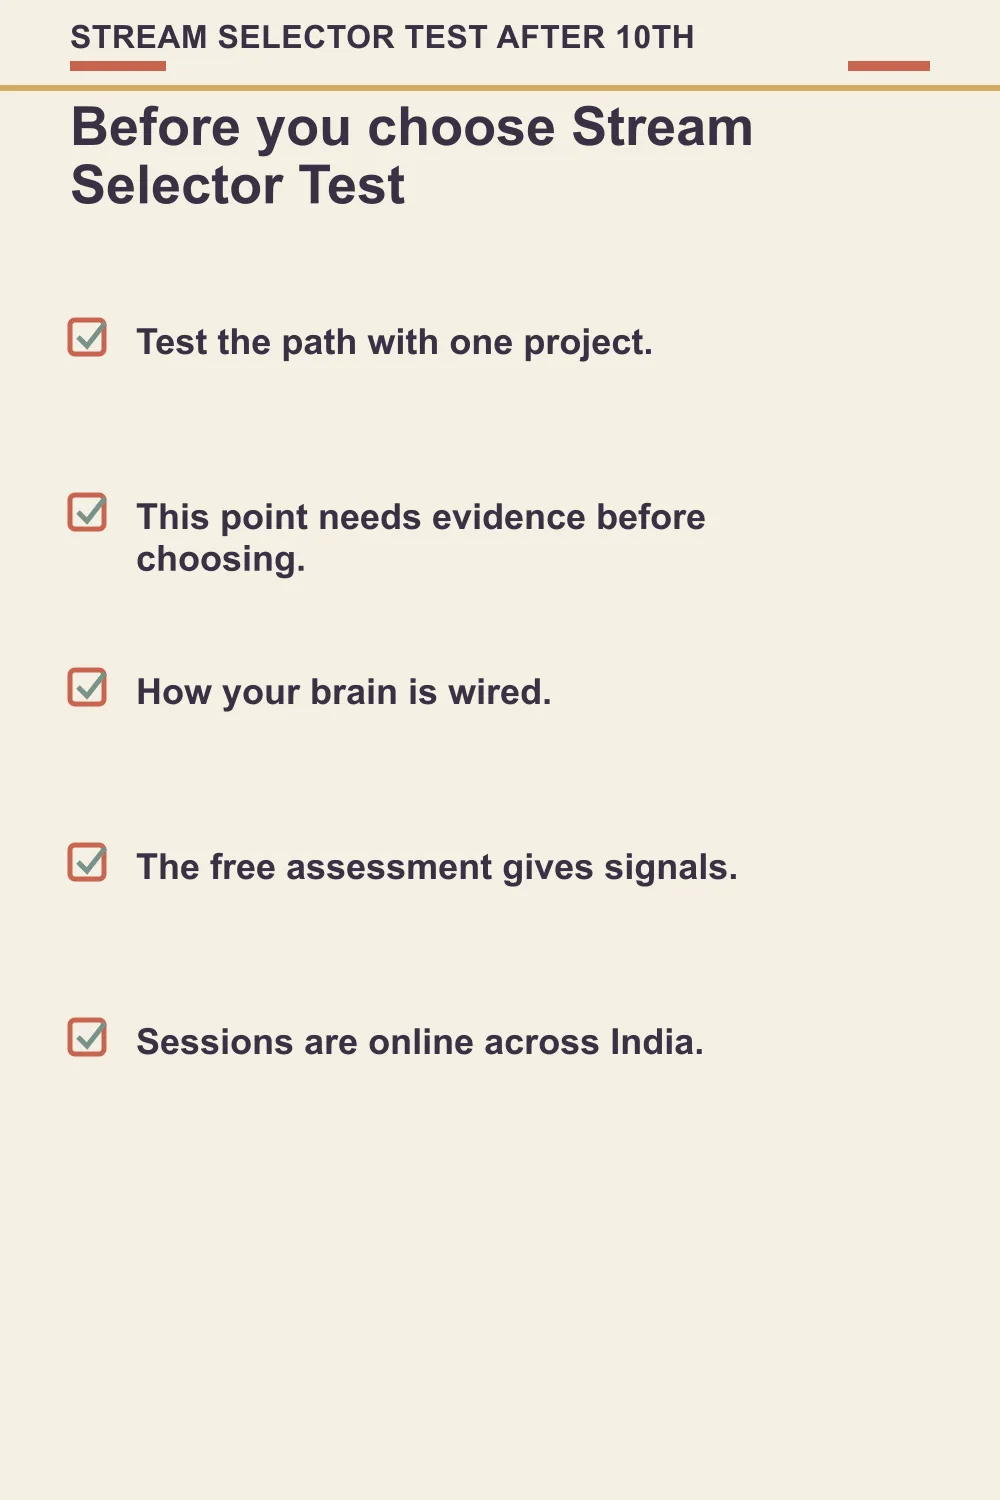 STREAM SELECTOR TEST AFTER 10TH
Before you choose Stream
Selector Test
Test the path with one project.
This point needs evidence before
choosing.
How your brain is wired.
The free assessment gives signals.
Sessions are online across India.